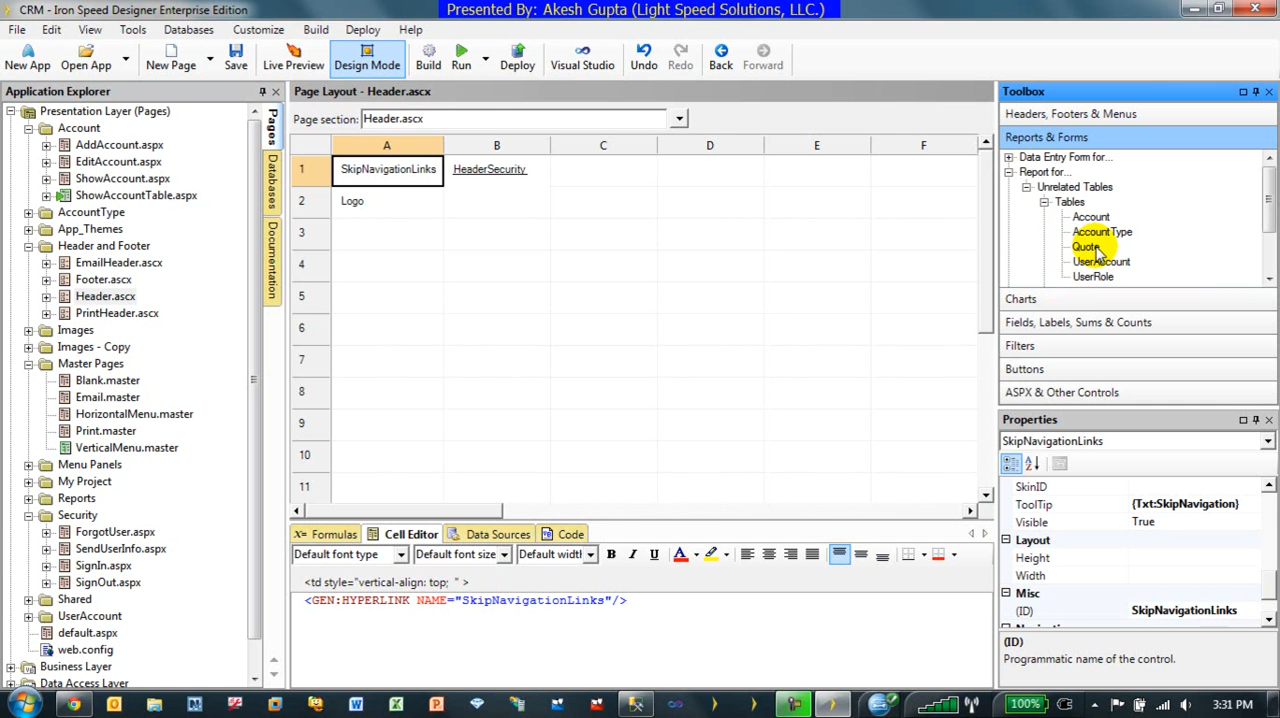 CRM - Iron Speed Designer Enterprise Edition
Presented By: Akesh Gupta (Light Speed Solutions, LLC.)
File Edit View Tools Databases Customize Build Deploy Help
New App Open App New Page Save Live Preview Design Mode Build Run Deploy Visual Studio Undo Redo Back Forward
Application Explorer
Presentation Layer (Pages)
Account
AddAccount.aspx
EditAccount.aspx
ShowAccount.aspx
ShowAccountTable.aspx
AccountType
App_Themes
Header and Footer
EmailHeader.ascx
Footer.ascx
Header.ascx
PrintHeader.ascx
Images
Images - Copy
Master Pages
Blank.master
Email.master
HorizontalMenu.master
Print.master
VerticalMenu.master
Menu Panels
My Project
Reports
Security
ForgotUser.aspx
SendUserInfo.aspx
SignIn.aspx
SignOut.aspx
Shared
UserAccount
default.aspx
web.config
Business Layer
Data Access Layer
Pages
Databases
Documentation
Page Layout - Header.ascx
Page section: Header.ascx
A B C D E F
1 SkipNavigationLinks HeaderSecurity
2 Logo
3
4
5
6
7
8
9
10
11
x= Formulas Cell Editor Data Sources Code
Default font type Default font size Default width B I U A
<td style="vertical-align: top; " >
<GEN:HYPERLINK NAME="SkipNavigationLinks"/>
Toolbox
Headers, Footers & Menus
Reports & Forms
Data Entry Form for...
Report for...
Unrelated Tables
Tables
Account
AccountType
Quote
UserAccount
UserRole
Charts
Fields, Labels, Sums & Counts
Filters
Buttons
ASPX & Other Controls
Properties
SkipNavigationLinks
SkinID
ToolTip {Txt:SkipNavigation}
Visible True
Layout
Height
Width
Misc
(ID) SkipNavigationLinks
(ID)
Programmatic name of the control.
100% 3:31 PM